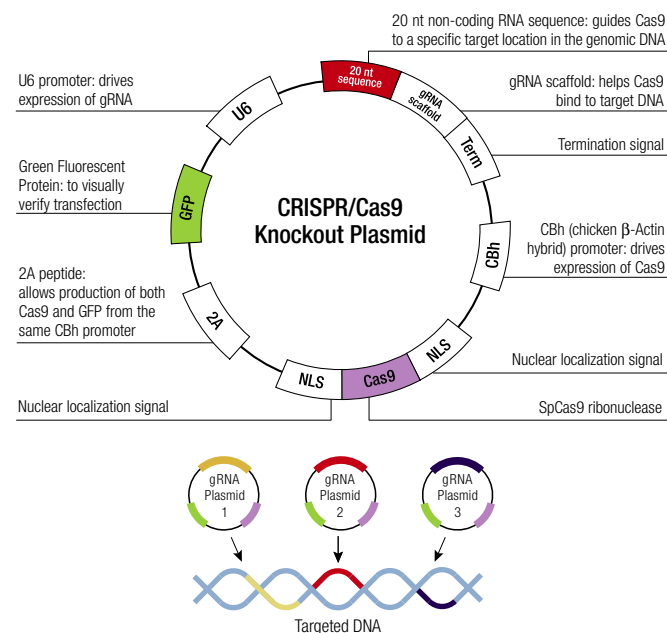 20 nt non-coding RNA sequence: guides Cas9
to a specific target location in the genomic DNA
U6 promoter: drives
expression of gRNA
20 nt
sequence
gRNA
scaffold
Term
U6
gRNA scaffold: helps Cas9
bind to target DNA
Termination signal
Green Fluorescent
Protein: to visually
verify transfection
GFP
CRISPR/Cas9
Knockout Plasmid
CBh
CBh (chicken β-Actin
hybrid) promoter: drives
expression of Cas9
2A peptide:
allows production of both
Cas9 and GFP from the
same CBh promoter
2A
NLS
Cas9
NLS
Nuclear localization signal
Nuclear localization signal
SpCas9 ribonuclease
gRNA
Plasmid
1
gRNA
Plasmid
2
gRNA
Plasmid
3
Targeted DNA